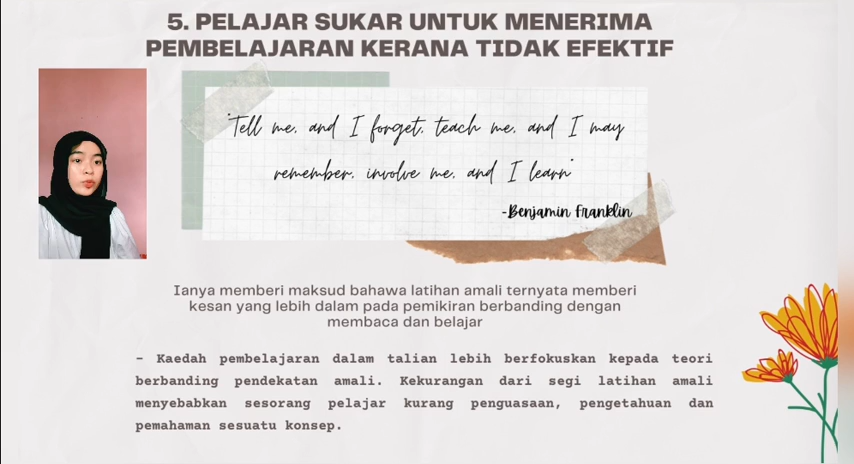 5. PELAJAR SUKAR UNTUK MENERIMA
PEMBELAJARAN KERANA TIDAK EFEKTIF
"Tell me, and I forget, teach me, and I may
remember, involve me, and I learn"
-Benjamin Franklin
Ianya memberi maksud bahawa latihan amali ternyata memberi
kesan yang lebih dalam pada pemikiran berbanding dengan
membaca dan belajar
- Kaedah pembelajaran dalam talian lebih berfokuskan kepada teori
berbanding pendekatan amali. Kekurangan dari segi latihan amali
menyebabkan sesorang pelajar kurang penguasaan, pengetahuan dan
pemahaman sesuatu konsep.